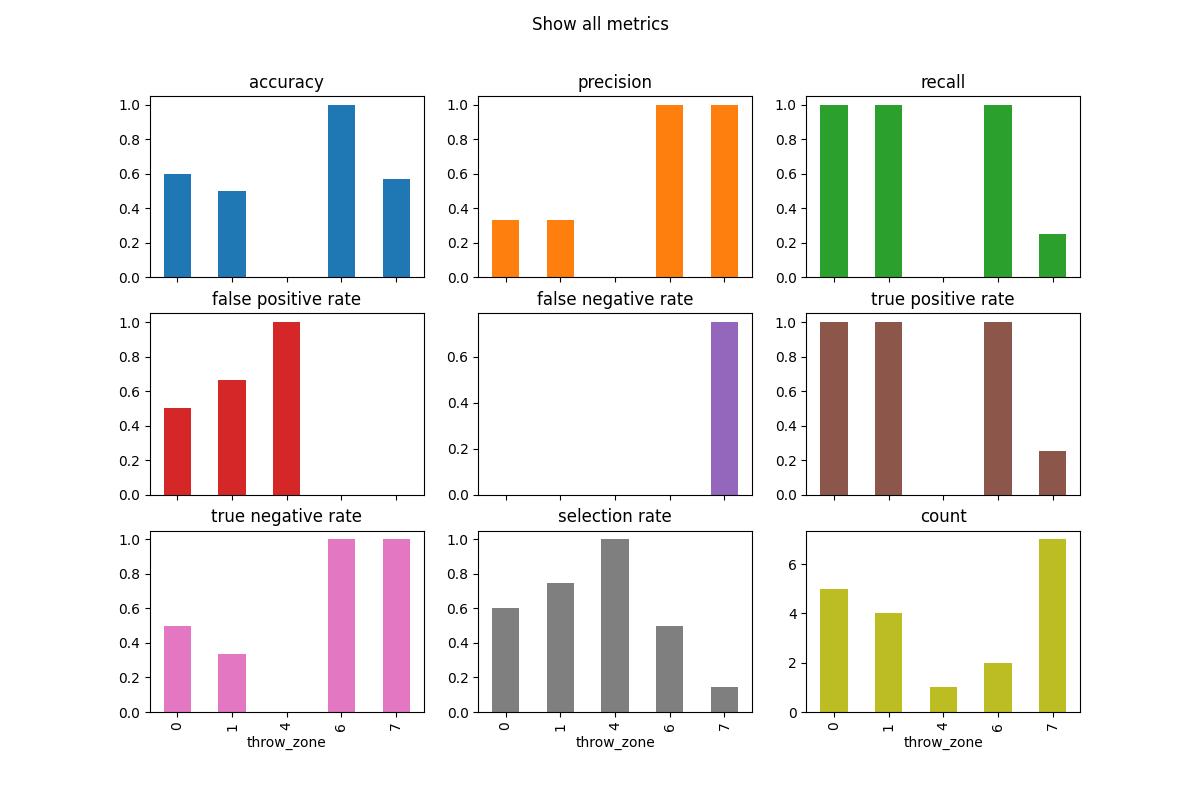 Show all metrics
accuracy precision recall
1.0 1.0 1.0
0.8 0.8 0.8
0.6 0.6 0.6
0.4 0.4 0.4
0.2 0.2 0.2
0.0 0.0 0.0
false positive rate false negative rate true positive rate
1.0 1.0
0.8 0.6 0.8
0.6 0.6
0.4 0.4 0.4
0.2 0.2 0.2
0.0 0.0 0.0
true negative rate selection rate count
1.0 1.0
0.8 0.8 6
0.6 0.6
0.4 0.4 4
0.2 0.2 2
0.0 0.0 0
0 1 4 6 7 0 1 4 6 7 0 1 4 6 7
throw_zone throw_zone throw_zone